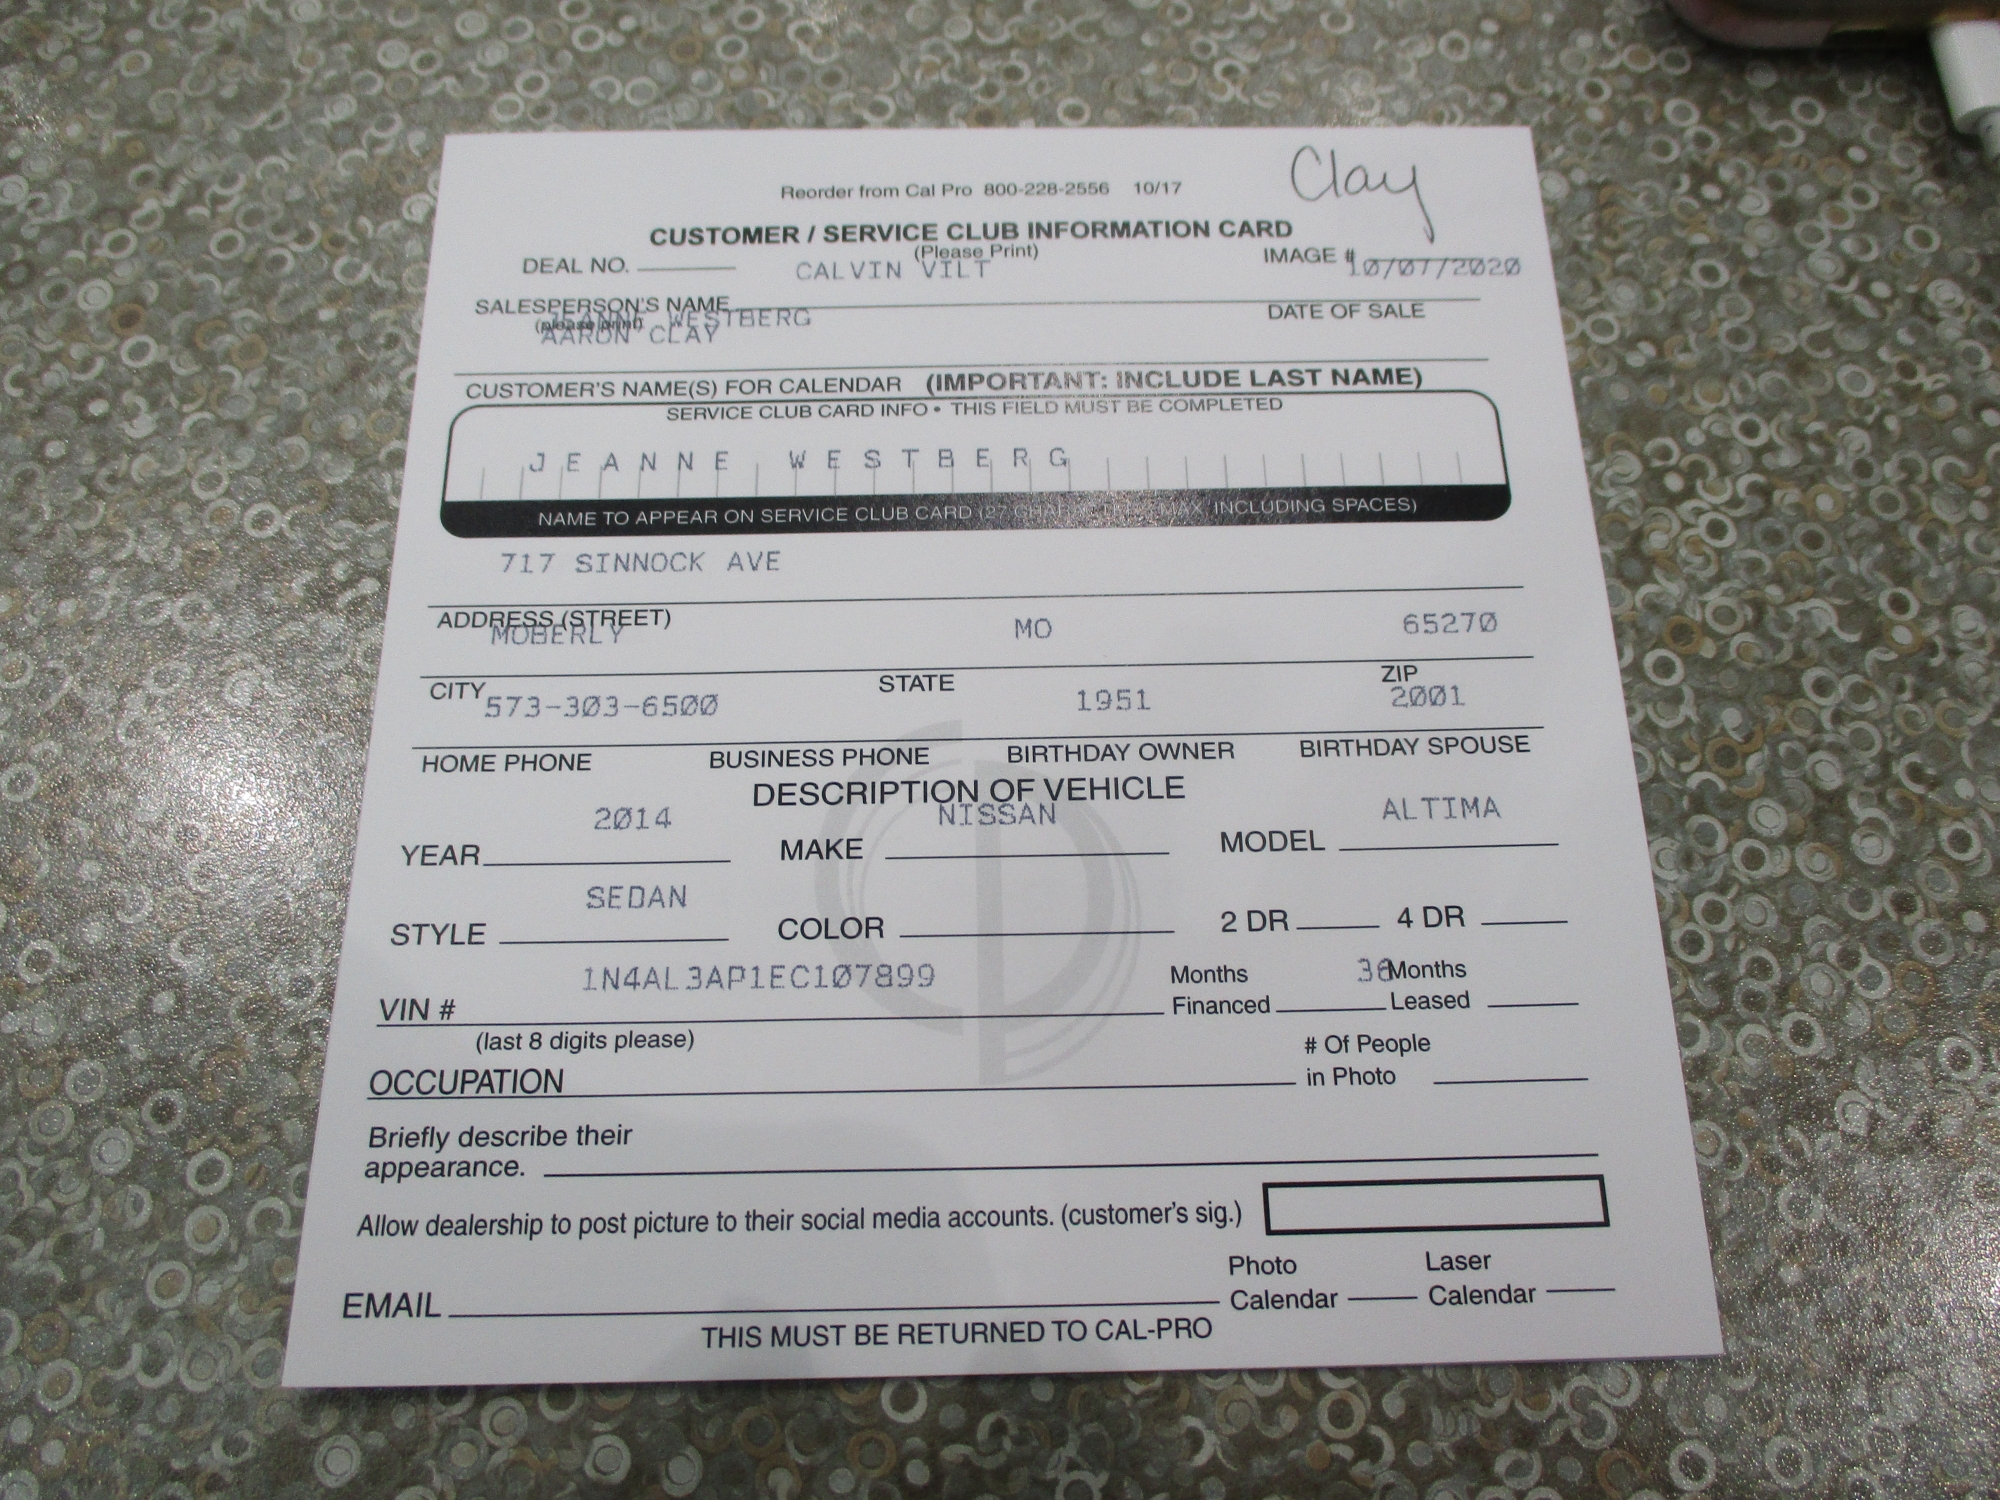 Clay
Reorder from Cal Pro 800-228-2556 10/17
CUSTOMER / SERVICE CLUB INFORMATION CARD
(Please Print)
DEAL NO. CALVIN VILT IMAGE # 10/07/2020
SALESPERSON'S NAME DATE OF SALE
(please print) JEANNE WESTBERG
AARON CLAY
CUSTOMER'S NAME(S) FOR CALENDAR (IMPORTANT: INCLUDE LAST NAME)
SERVICE CLUB CARD INFO • THIS FIELD MUST BE COMPLETED
JEANNE WESTBERG
NAME TO APPEAR ON SERVICE CLUB CARD (27 CHARACTERS MAX. INCLUDING SPACES)
717 SINNOCK AVE
ADDRESS (STREET)
MOBERLY MO 65270
CITY STATE ZIP
573-303-6500 1951 2001
HOME PHONE BUSINESS PHONE BIRTHDAY OWNER BIRTHDAY SPOUSE
DESCRIPTION OF VEHICLE
2014 NISSAN ALTIMA
YEAR MAKE MODEL
SEDAN
STYLE COLOR 2 DR 4 DR
1N4AL3AP1EC107899 Months Months
VIN # Financed Leased
(last 8 digits please) # Of People
OCCUPATION in Photo
Briefly describe their
appearance.
Allow dealership to post picture to their social media accounts. (customer's sig.)
Photo Laser
EMAIL Calendar Calendar
THIS MUST BE RETURNED TO CAL-PRO